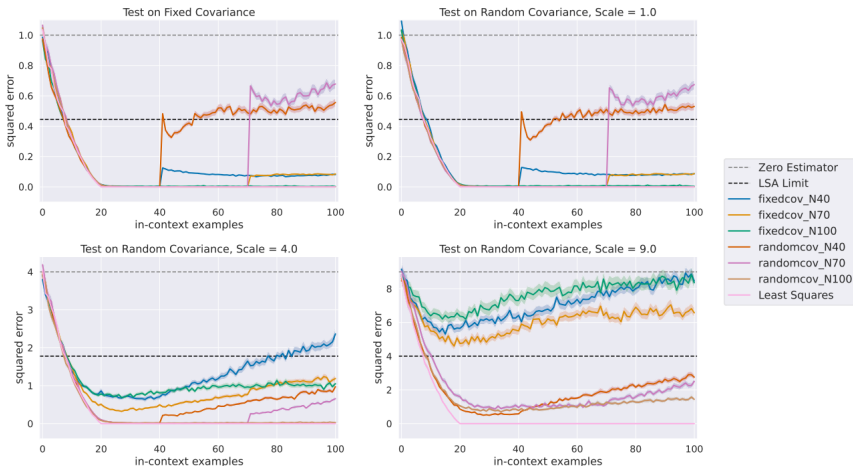 Test on Fixed Covariance
1.0
0.8
0.6
0.4
0.2
0.0
squared error
0
20
40
60
80
100
in-context examples
Test on Random Covariance, Scale = 1.0
1.0
0.8
0.6
0.4
0.2
0.0
squared error
0
20
40
60
80
100
in-context examples
Test on Random Covariance, Scale = 4.0
4
3
2
1
0
squared error
0
20
40
60
80
100
in-context examples
Test on Random Covariance, Scale = 9.0
8
6
4
2
0
squared error
0
20
40
60
80
100
in-context examples
Zero Estimator
LSA Limit
fixedcov_N40
fixedcov_N70
fixedcov_N100
randomcov_N40
randomcov_N70
randomcov_N100
Least Squares